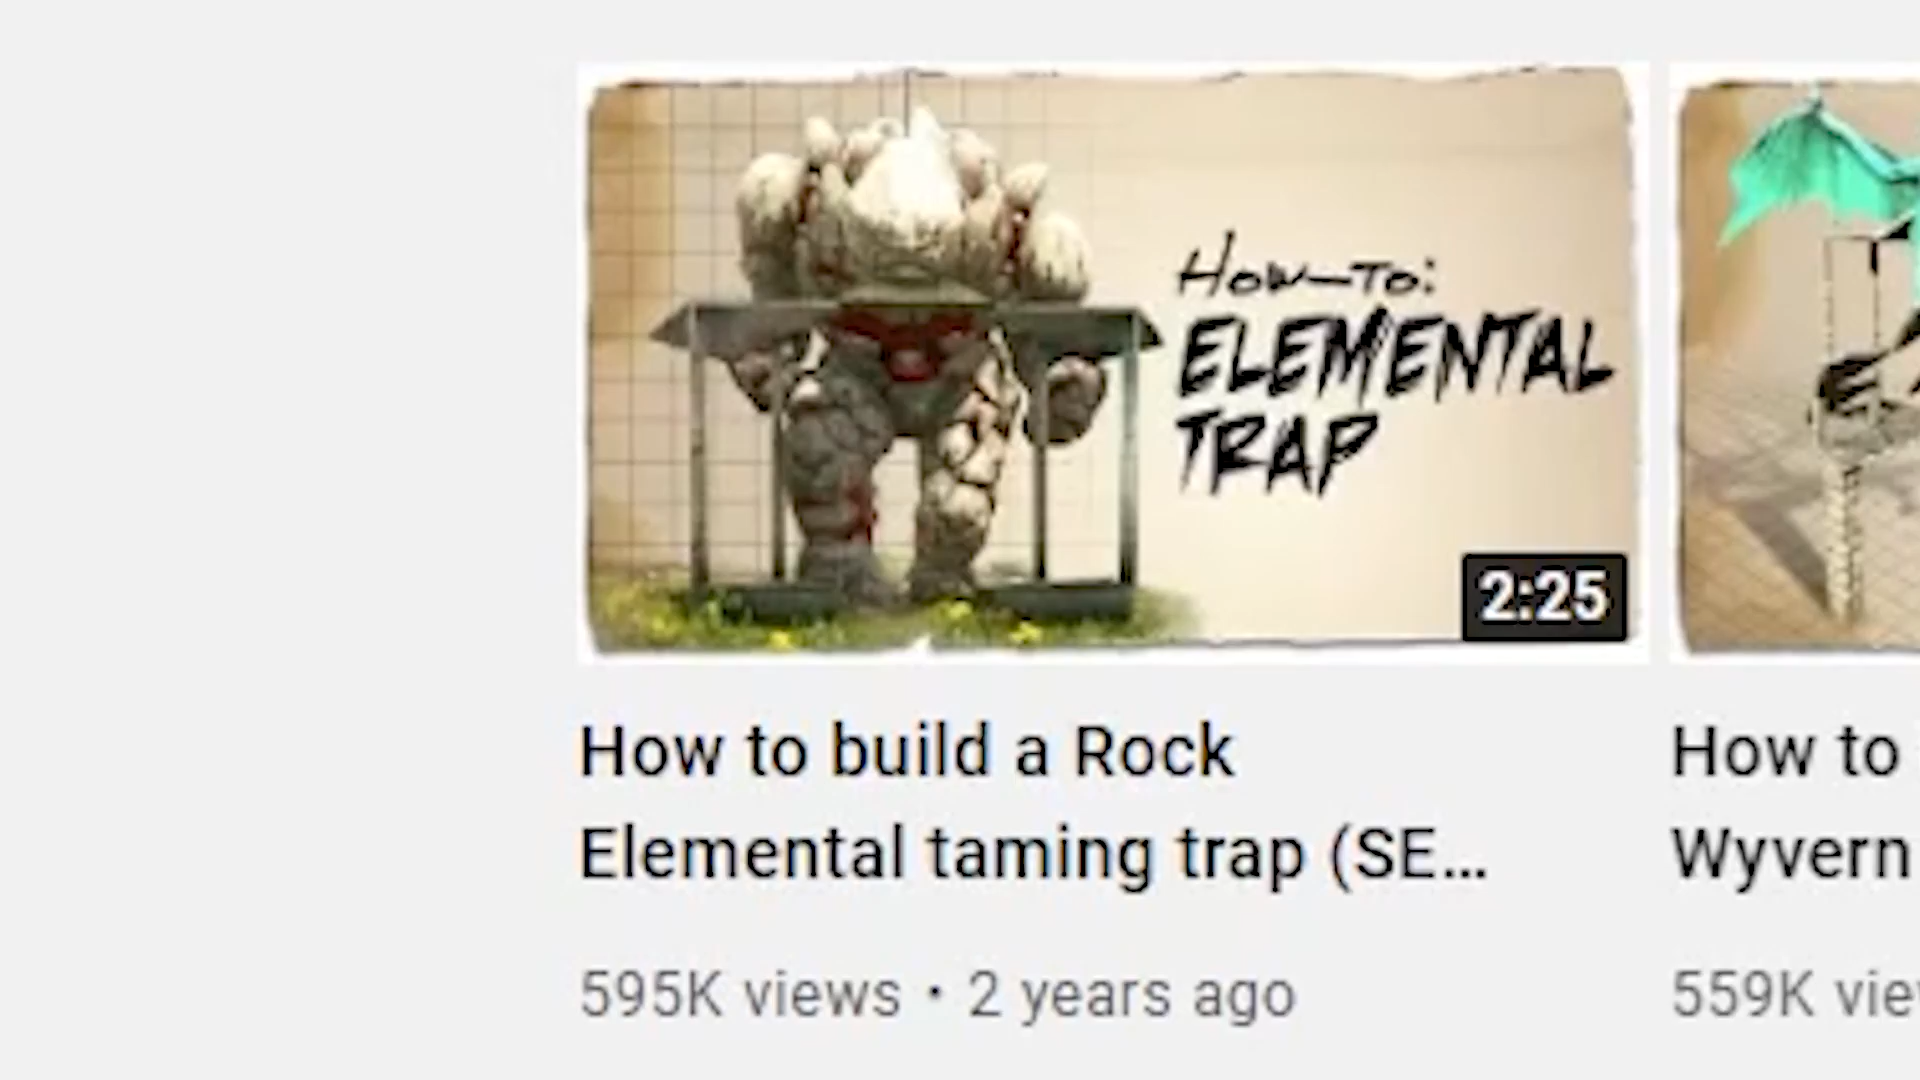 How-To:
ELEMENTAL
TRAP
2:25
How to build a Rock
Elemental taming trap (SE...
595K views • 2 years ago
How to
Wyvern
559K